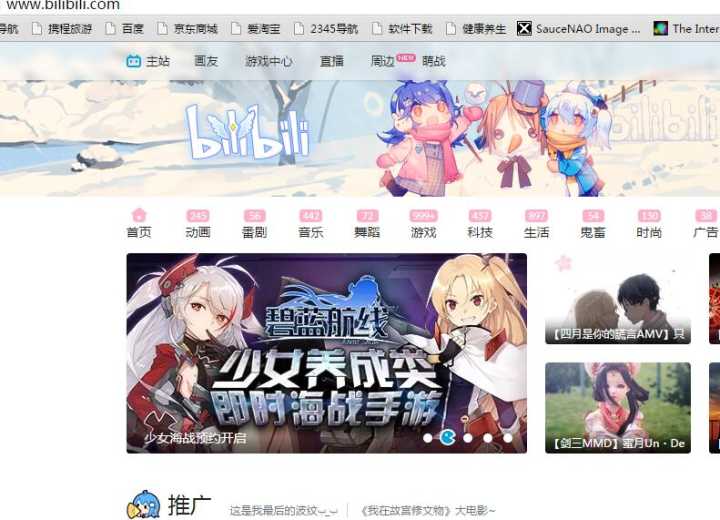 www.bilibili.com
导航 携程旅游 百度 京东商城 爱淘宝 2345导航 软件下载 健康养生 SauceNAO Image ... The Inter
主站 画友 游戏中心 直播 周边 NEW 萌战
bilibili
bilibili
245 56 442 72 999+ 437 897 54 130 38
首页 动画 番剧 音乐 舞蹈 游戏 科技 生活 鬼畜 时尚 广告
碧蓝航线
少女养成类
即时海战手游
少女海战预约开启
【四月是你的謊言AMV】只
【剑三MMD】蜜月Un·De
推广 这是我最后的波纹 《我在故宫修文物》大电影~